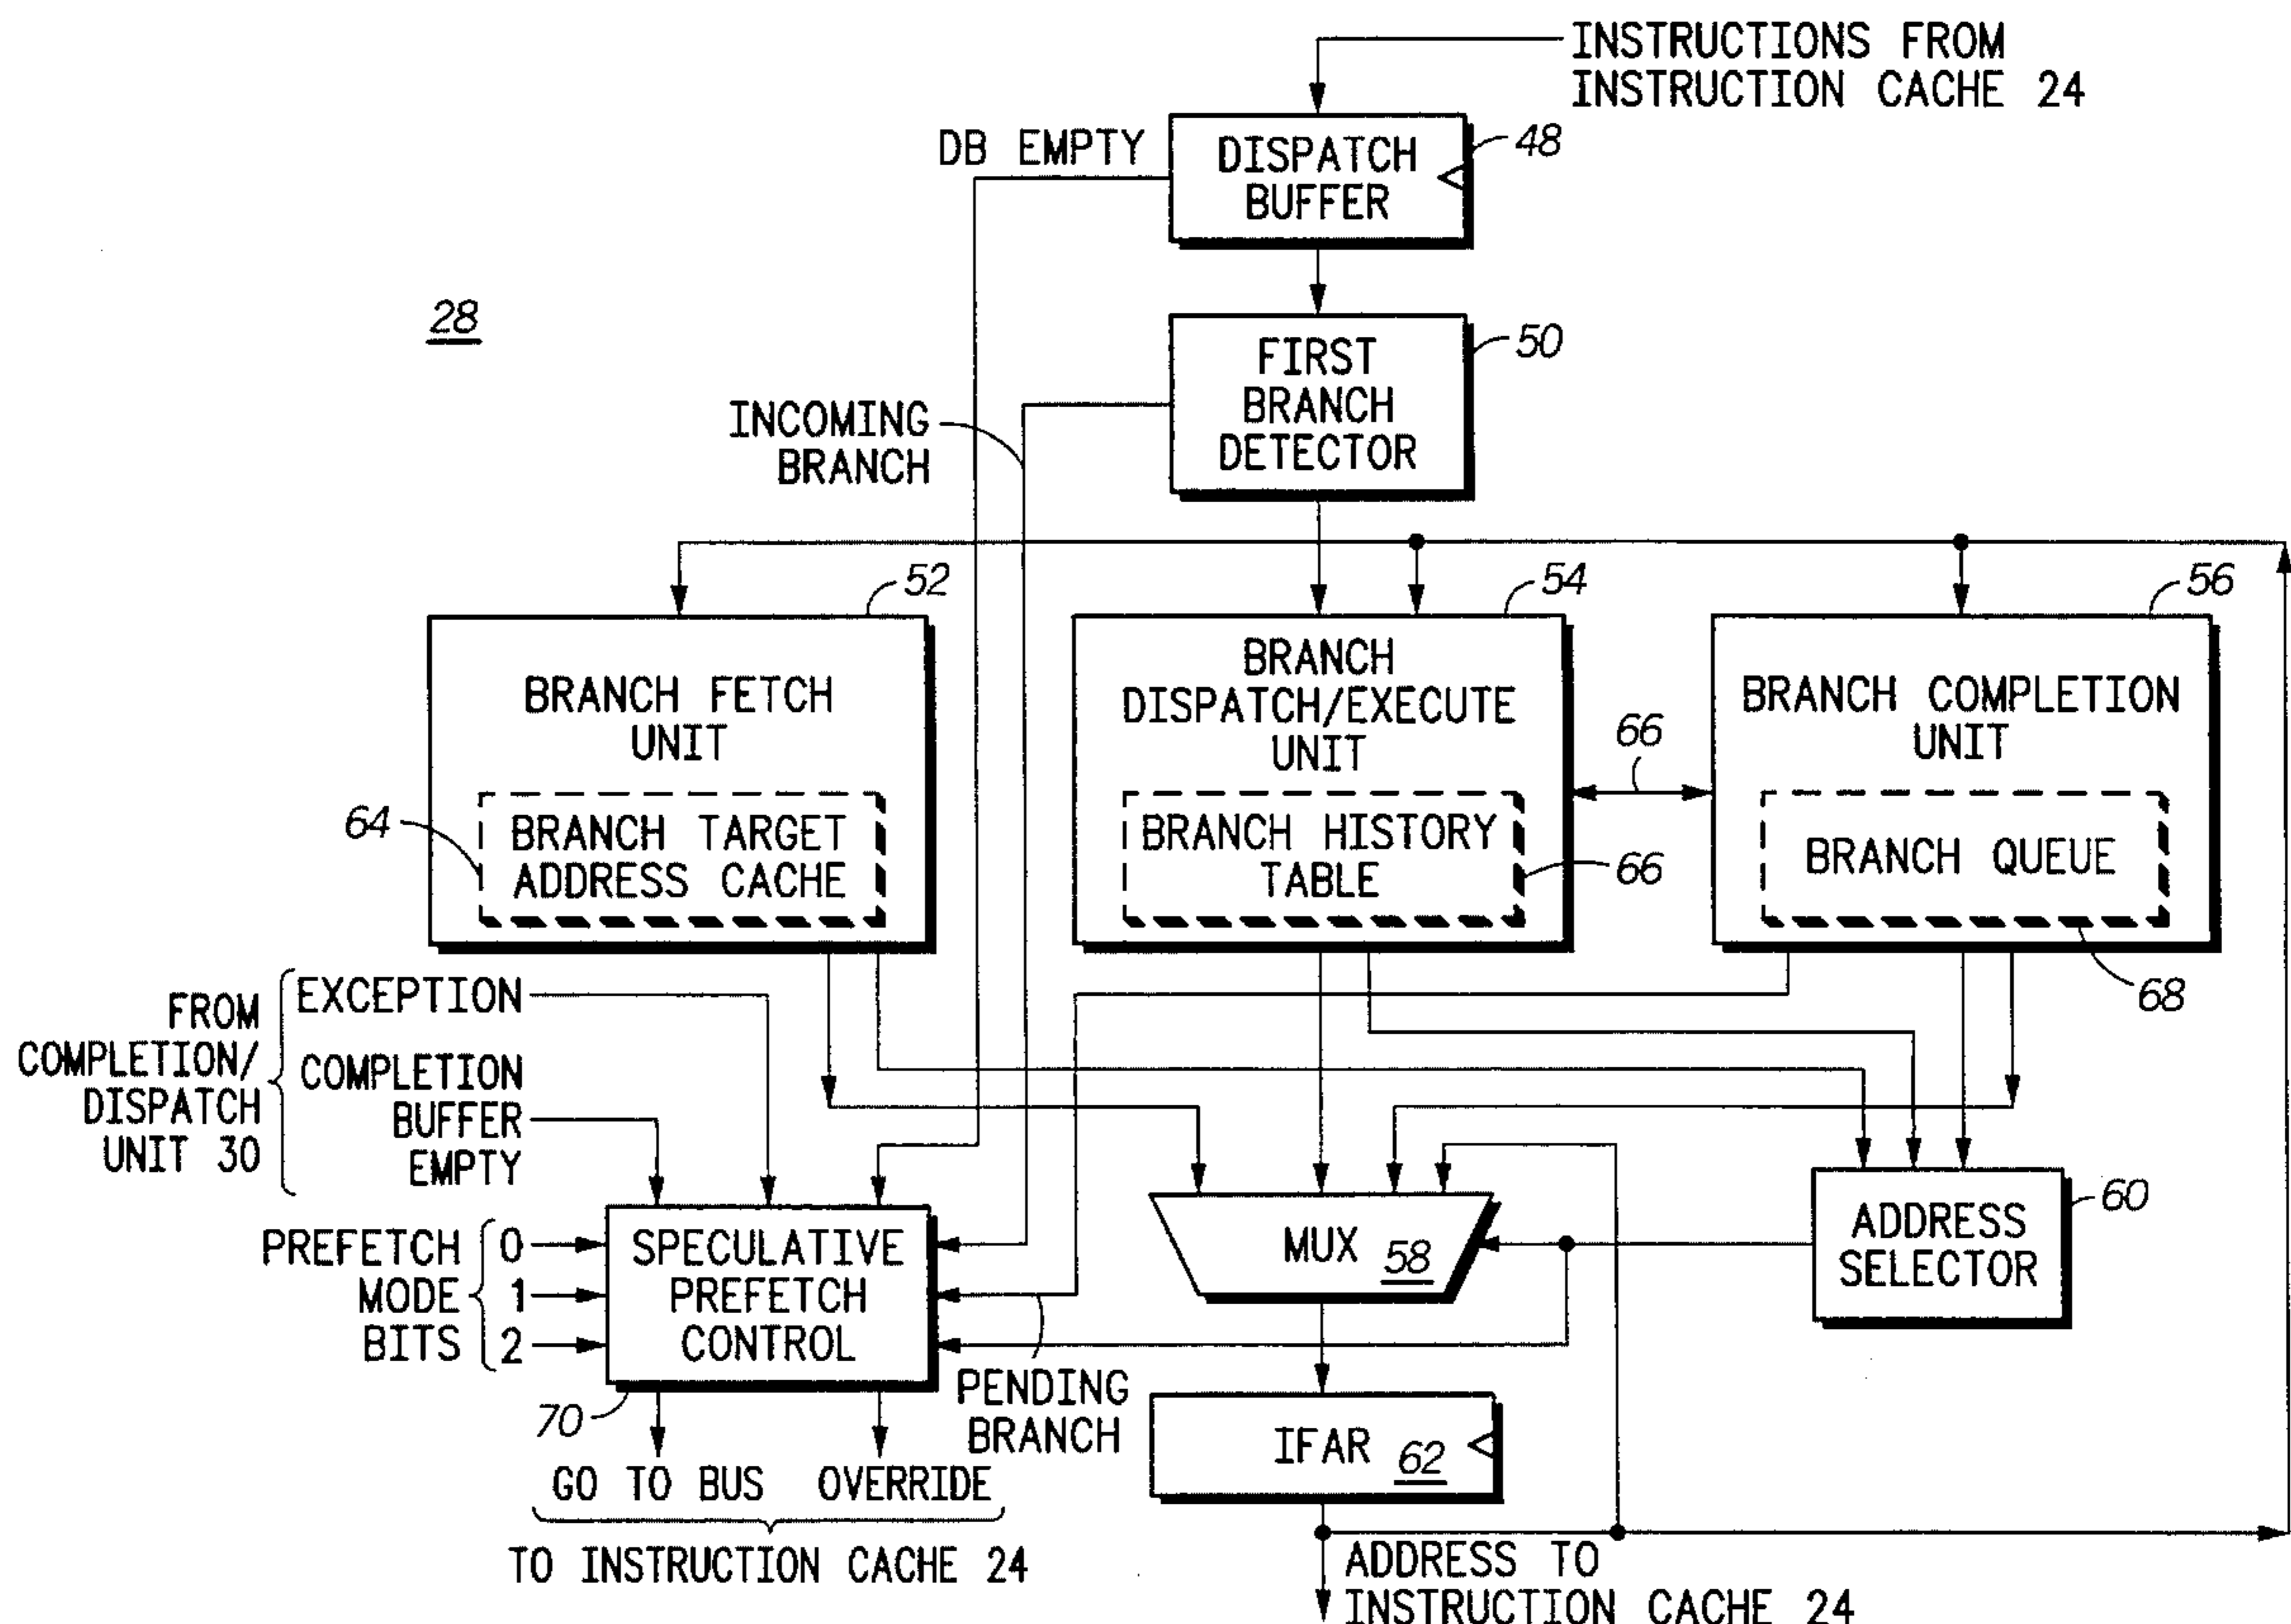 INSTRUCTIONS FROM
INSTRUCTION CACHE 24
DB EMPTY
DISPATCH
BUFFER
48
28
FIRST
BRANCH
DETECTOR
50
INCOMING
BRANCH
52
54
56
BRANCH FETCH
UNIT
64
BRANCH TARGET
ADDRESS CACHE
BRANCH
DISPATCH/EXECUTE
UNIT
BRANCH HISTORY
TABLE
66
66
BRANCH COMPLETION
UNIT
BRANCH QUEUE
68
FROM
COMPLETION/
DISPATCH
UNIT 30
EXCEPTION
COMPLETION
BUFFER
EMPTY
PREFETCH
MODE
BITS
0
1
2
SPECULATIVE
PREFETCH
CONTROL
70
PENDING
BRANCH
MUX 58
ADDRESS
SELECTOR
60
IFAR 62
GO TO BUS OVERRIDE
TO INSTRUCTION CACHE 24
ADDRESS TO
INSTRUCTION CACHE 24